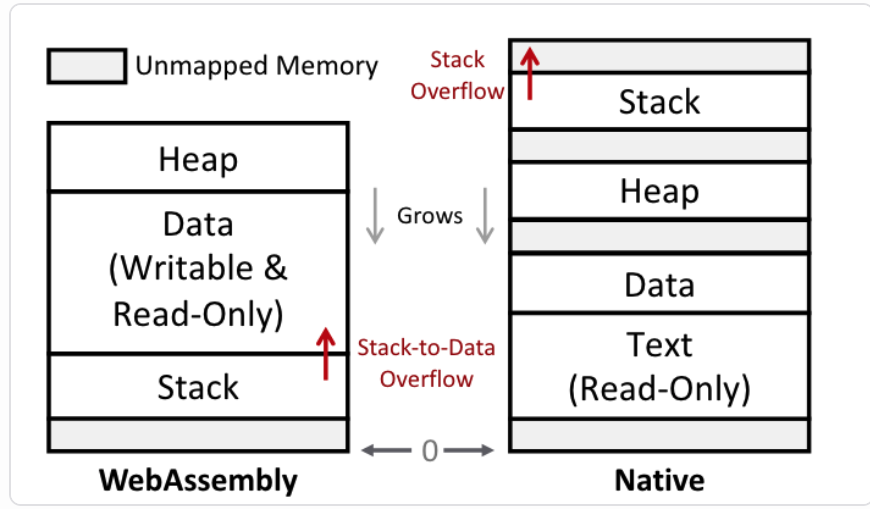 Unmapped Memory
Heap
Data
(Writable &
Read-Only)
Stack
WebAssembly
Grows
Stack-to-Data
Overflow
0
Stack
Overflow
Stack
Heap
Data
Text
(Read-Only)
Native